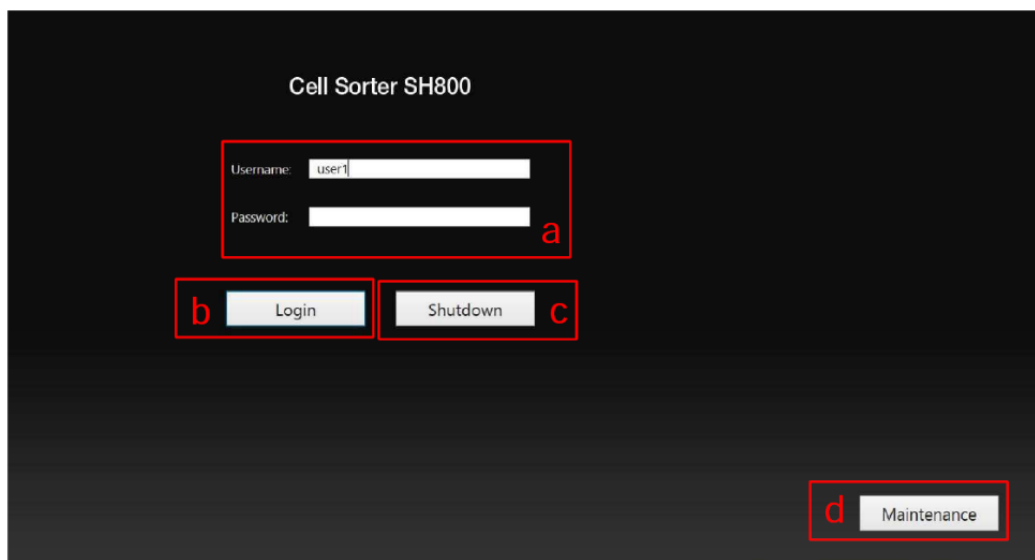 Cell Sorter SH800
Username: user1
Password:
a
b Login
Shutdown c
d Maintenance